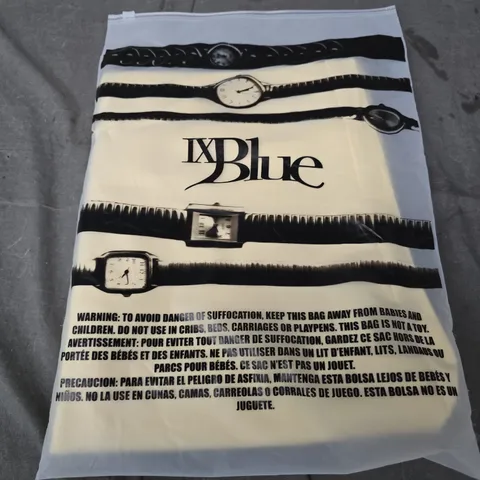 IXBlue
WARNING: TO AVOID DANGER OF SUFFOCATION, KEEP THIS BAG AWAY FROM BABIES AND
CHILDREN. DO NOT USE IN CRIBS, BEDS, CARRIAGES OR PLAYPENS. THIS BAG IS NOT A TOY.
AVERTISSEMENT: POUR EVITER TOUT DANGER DE SUFFOCATION, GARDEZ CE SAC HORS DE LA
PORTÉE DES BÉBÉS ET DES ENFANTS. NE PAS UTILISER DANS UN LIT D'ENFANT, LITS, LANDAUS OU
PARCS POUR BÉBÉS. CE SAC N'EST PAS UN JOUET.
PRECAUCION: PARA EVITAR EL PELIGRO DE ASFIXIA, MANTENGA ESTA BOLSA LEJOS DE BEBÉS Y
NIÑOS. NO LA USE EN CUNAS, CAMAS, CARREOLAS O CORRALES DE JUEGO. ESTA BOLSA NO ES UN
JUGUETE.